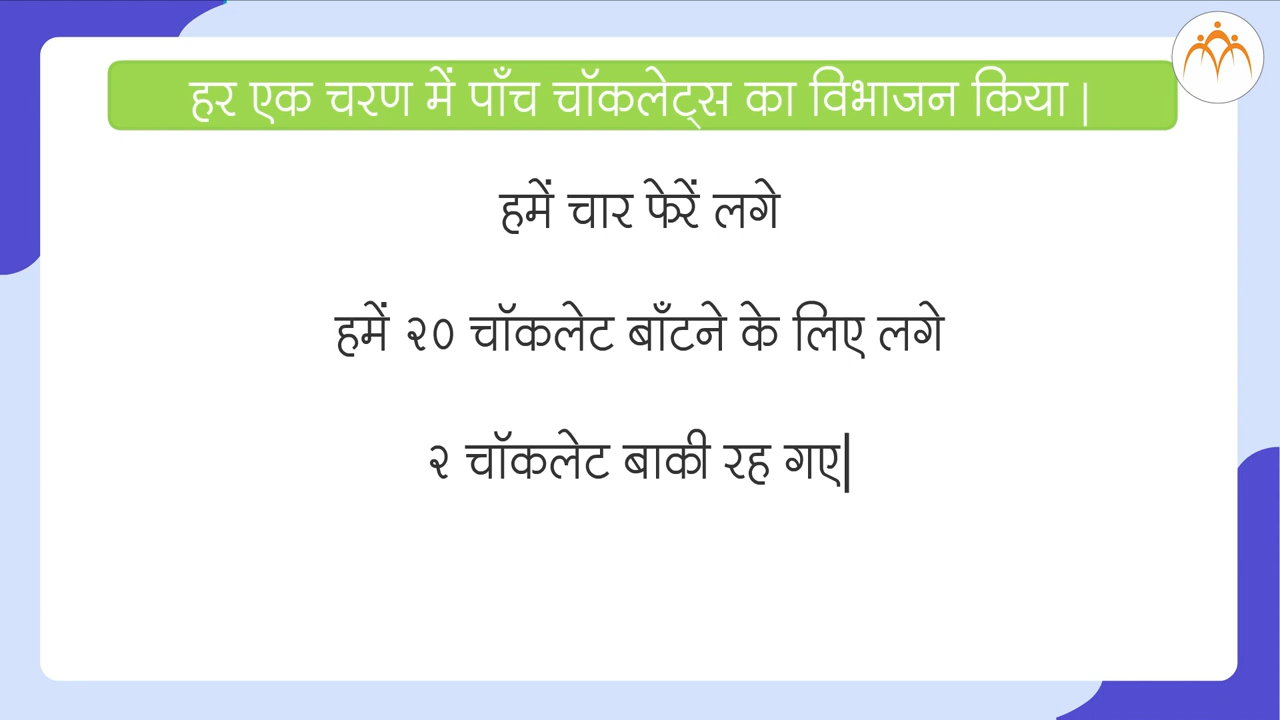 हर एक चरण में पाँच चॉकलेट्स का विभाजन किया |
हमें चार फेरें लगे
हमें २० चॉकलेट बाँटने के लिए लगे
२ चॉकलेट बाकी रह गए|